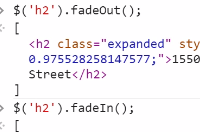 > $('h2').fadeOut();
< [
<h2 class="expanded" sty
0.975528258147577;">1550
Street</h2>
]
> $('h2').fadeIn();
< [